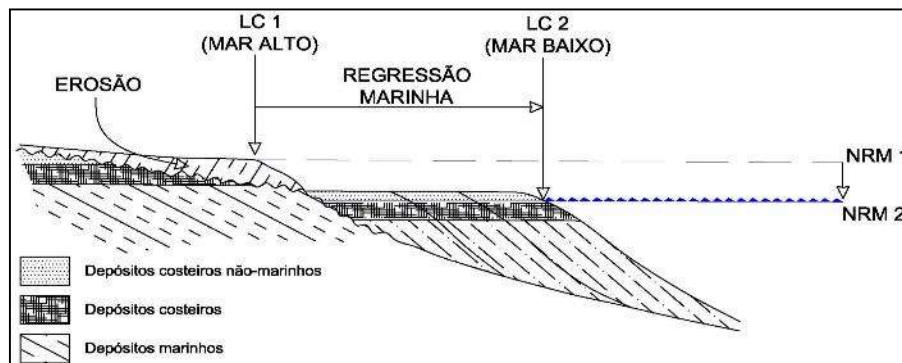 LC 1
(MAR ALTO)
LC 2
(MAR BAIXO)
EROSÃO
REGRESSÃO
MARINHA
NRM 1
NRM 2
Depósitos costeiros não-marinhos
Depósitos costeiros
Depósitos marinhos